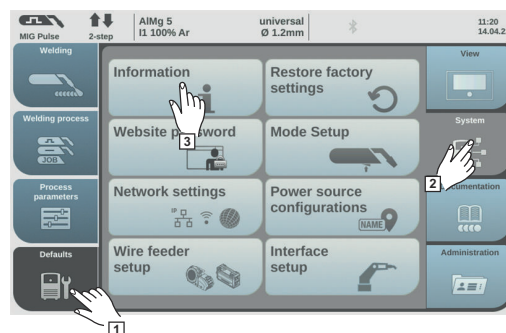 MIG Pulse
2-step
AlMg 5
I1 100% Ar
universal
Ø 1.2mm
11:20
14.04.2
Welding
Welding process
JOB
Process
parameters
Defaults
Information
Restore factory
settings
Website password
Mode Setup
Network settings
IP
Power source
configurations
NAME
Wire feeder
setup
Interface
setup
View
System
Documentation
Administration
1
2
3